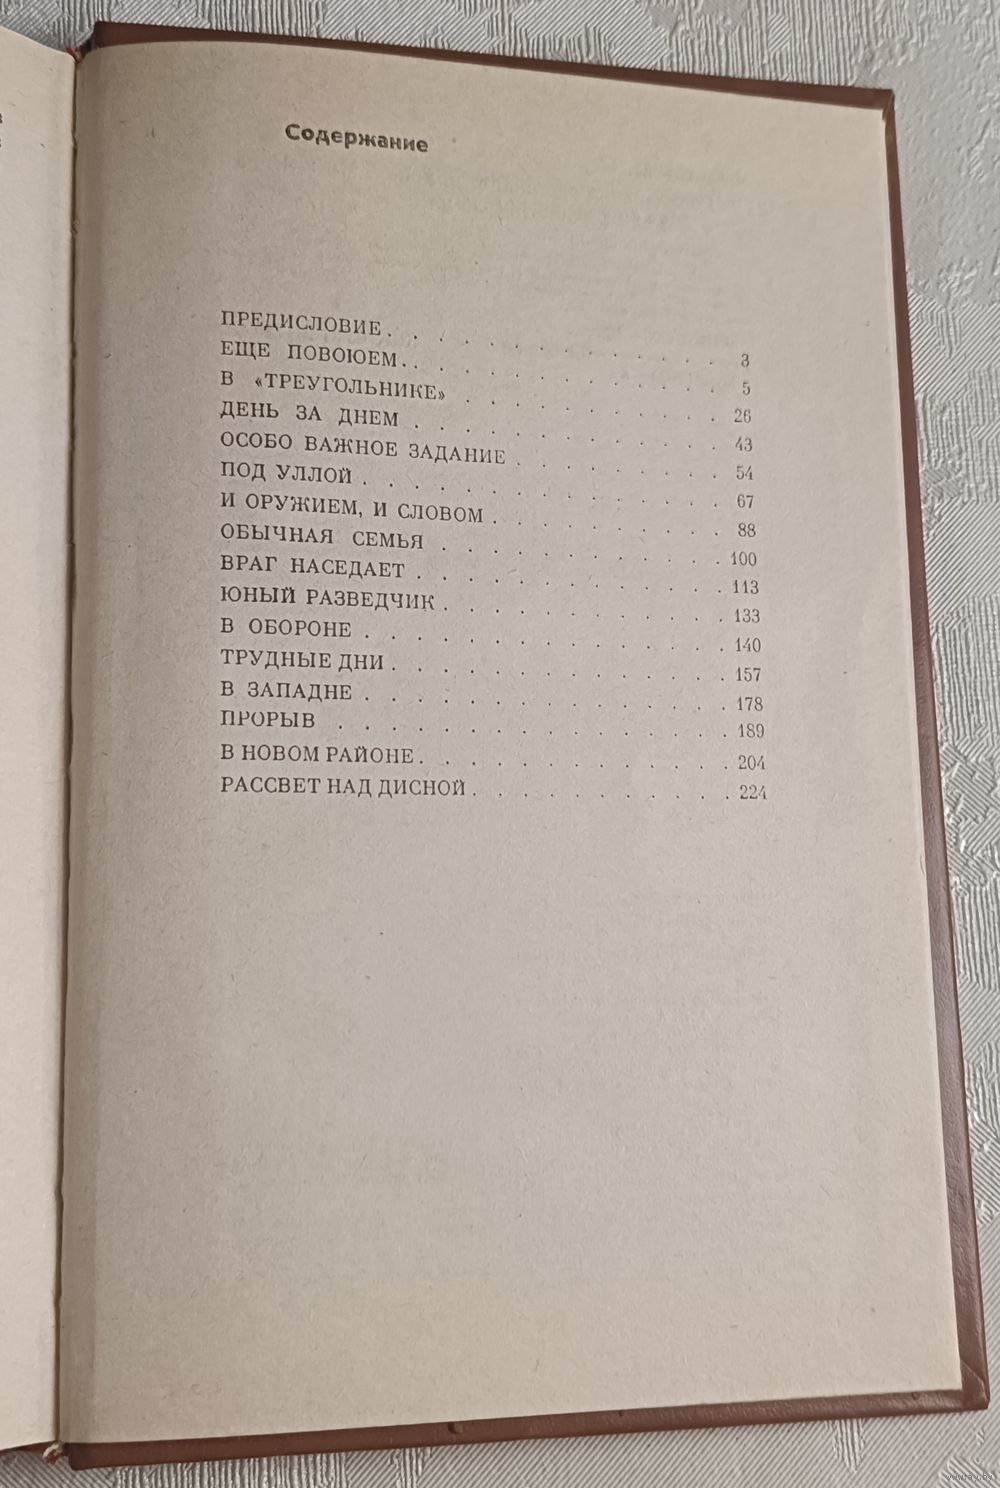 Содержание
ПРЕДИСЛОВИЕ . . . . . . . . . . . . . . 3
ЕЩЕ ПОВОЮЕМ . . . . . . . . . . . . . . 5
В «ТРЕУГОЛЬНИКЕ» . . . . . . . . . . . 26
ДЕНЬ ЗА ДНЕМ . . . . . . . . . . . . . 43
ОСОБО ВАЖНОЕ ЗАДАНИЕ . . . . . . . . . 54
ПОД УЛЛОЙ . . . . . . . . . . . . . . . 67
И ОРУЖИЕМ, И СЛОВОМ . . . . . . . . . . 88
ОБЫЧНАЯ СЕМЬЯ . . . . . . . . . . . . 100
ВРАГ НАСЕДАЕТ . . . . . . . . . . . . . 113
ЮНЫЙ РАЗВЕДЧИК . . . . . . . . . . . . 133
В ОБОРОНЕ . . . . . . . . . . . . . . . 140
ТРУДНЫЕ ДНИ . . . . . . . . . . . . . . 157
В ЗАПАДНЕ . . . . . . . . . . . . . . . 178
ПРОРЫВ . . . . . . . . . . . . . . . . 189
В НОВОМ РАЙОНЕ . . . . . . . . . . . . 204
РАССВЕТ НАД ДИСНОЙ . . . . . . . . . . . 224